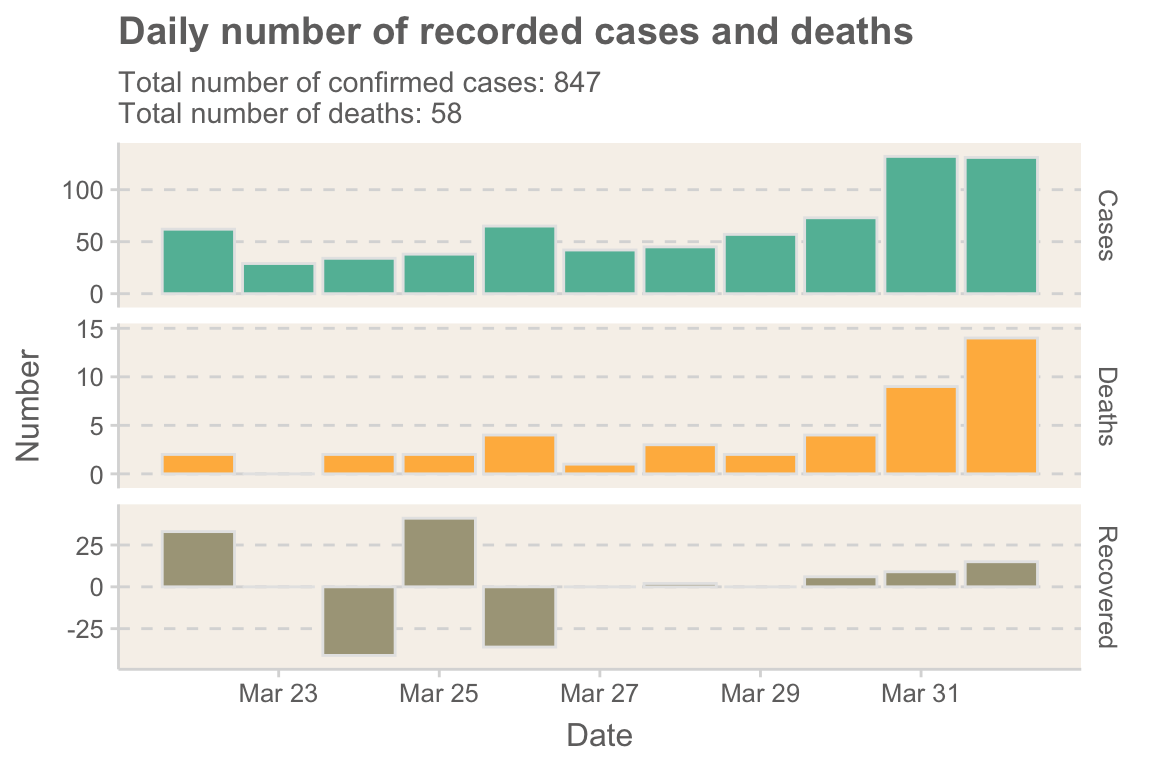 Daily number of recorded cases and deaths
Total number of confirmed cases: 847
Total number of deaths: 58
100
50
0
Cases
15
10
5
0
Deaths
25
0
-25
Recovered
Number
Mar 23 Mar 25 Mar 27 Mar 29 Mar 31
Date